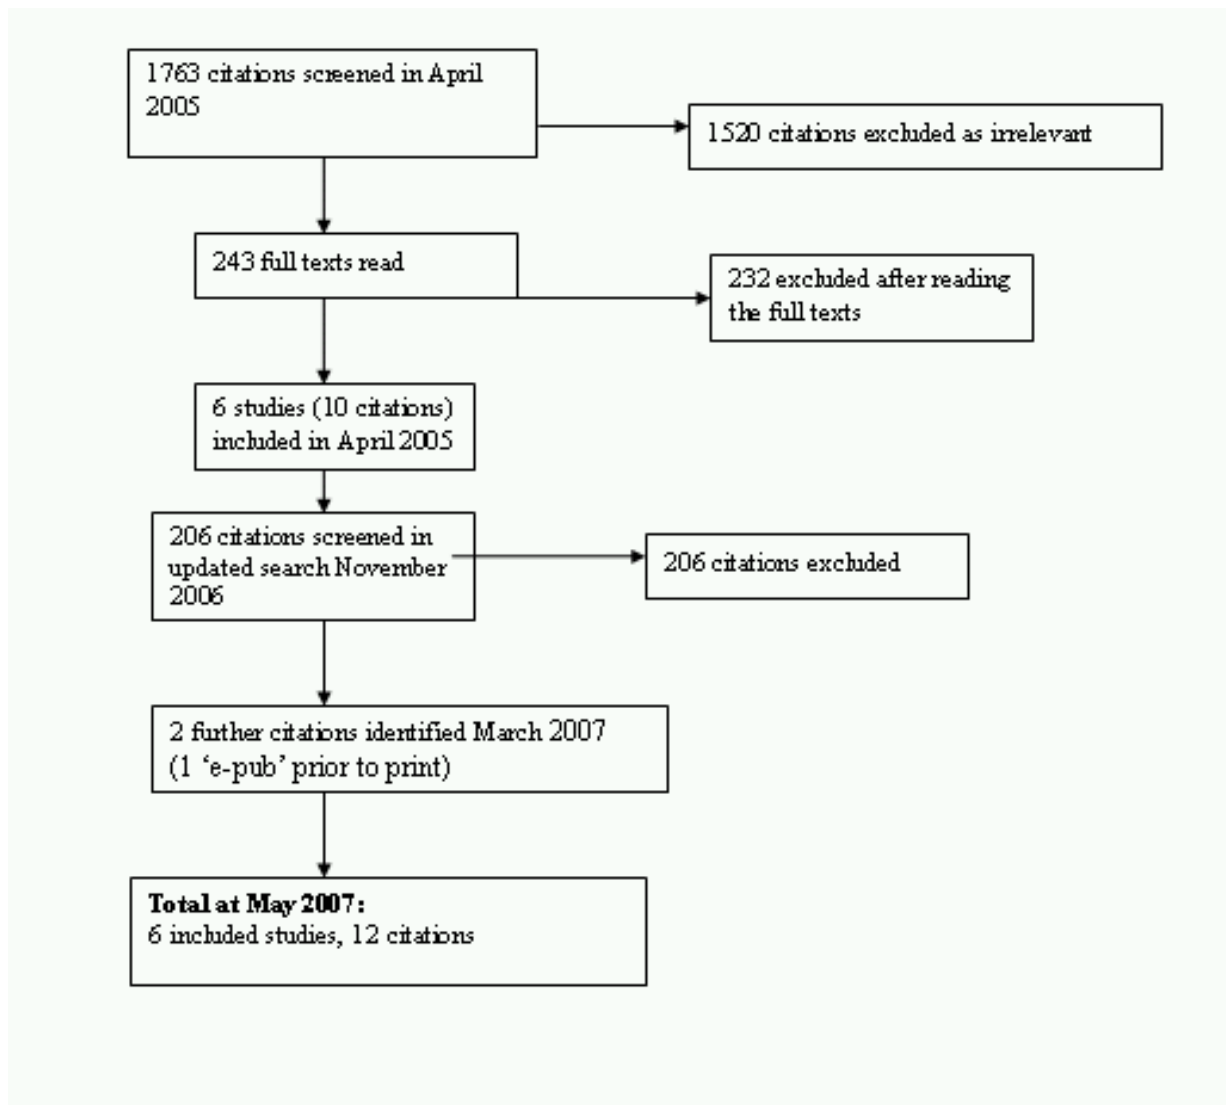 1763 citations screened in April
2005
1520 citations excluded as irrelevant
243 full texts read
232 excluded after reading
the full texts
6 studies (10 citations)
included in April 2005
206 citations screened in
updated search November
2006
206 citations excluded
2 further citations identified March 2007
(1 ‘e-pub’ prior to print)
Total at May 2007:
6 included studies, 12 citations